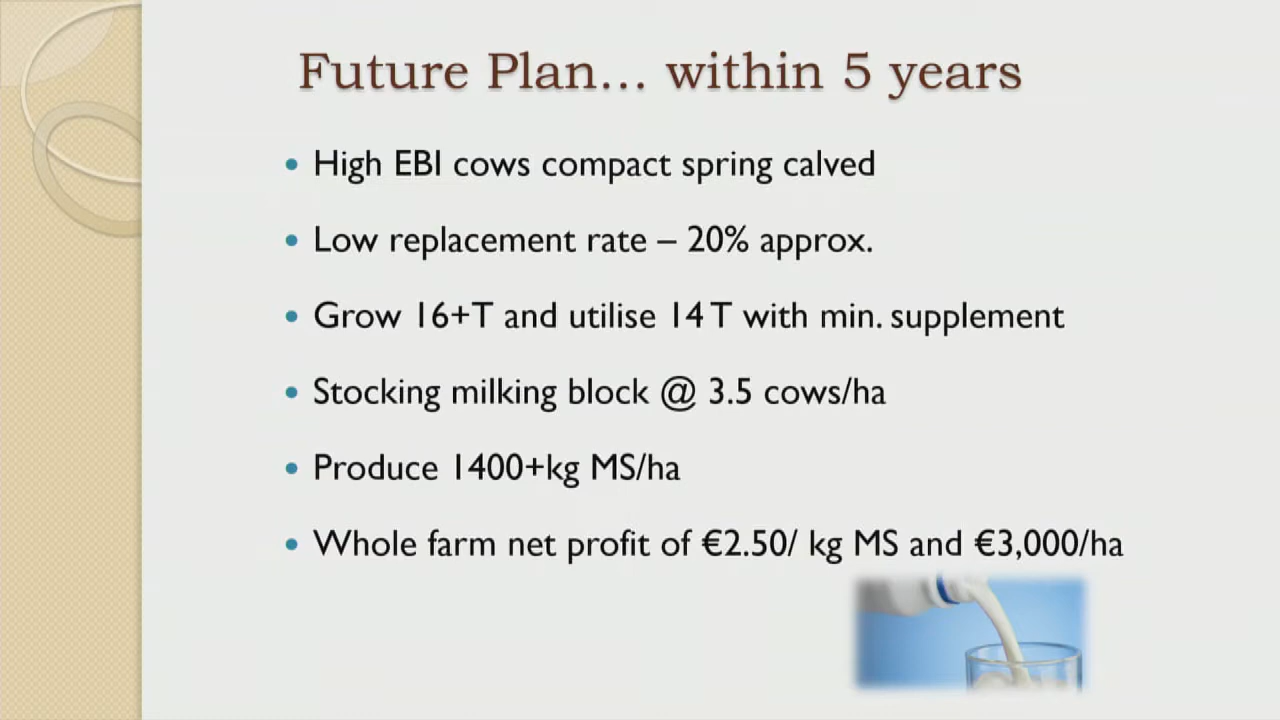 Future Plan... within 5 years
• High EBI cows compact spring calved
• Low replacement rate – 20% approx.
• Grow 16+T and utilise 14 T with min. supplement
• Stocking milking block @ 3.5 cows/ha
• Produce 1400+kg MS/ha
• Whole farm net profit of €2.50/ kg MS and €3,000/ha